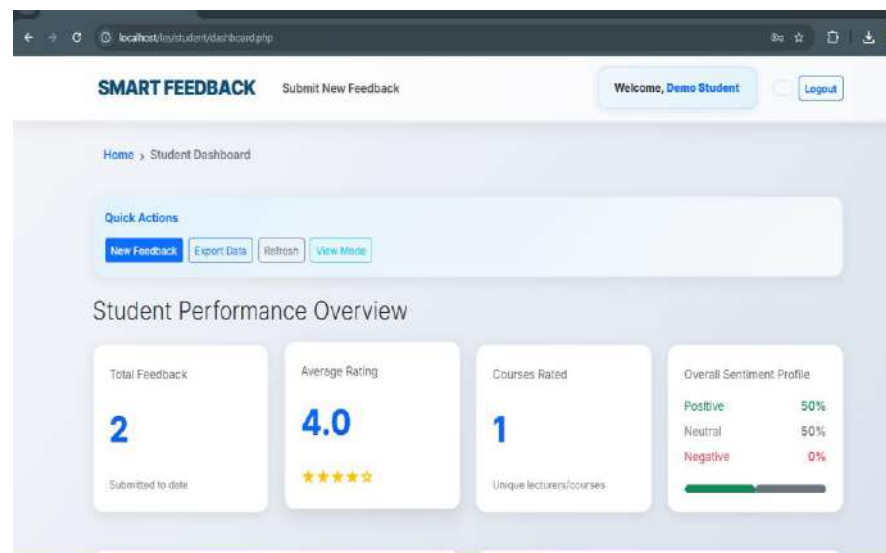 localhost/les/student/dashboard.php
SMART FEEDBACK
Submit New Feedback
Welcome, Demo Student
Logout
Home › Student Dashboard
Quick Actions
New Feedback
Export Data
Refresh
View Mode
Student Performance Overview
Total Feedback
2
Submitted to date
Average Rating
4.0
★★★★☆
Courses Rated
1
Unique lecturers/courses
Overall Sentiment Profile
Positive 50%
Neutral 50%
Negative 0%